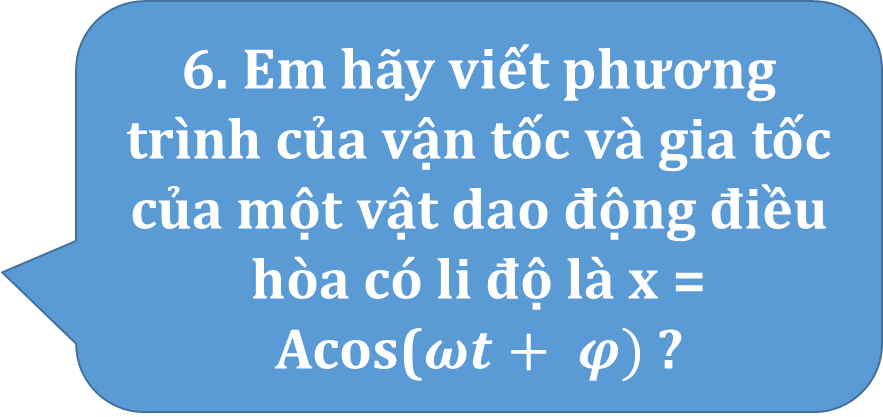 6. Em hãy viết phương
trình của vận tốc và gia tốc
của một vật dao động điều
hòa có li độ là x =
Acos(ωt + φ) ?